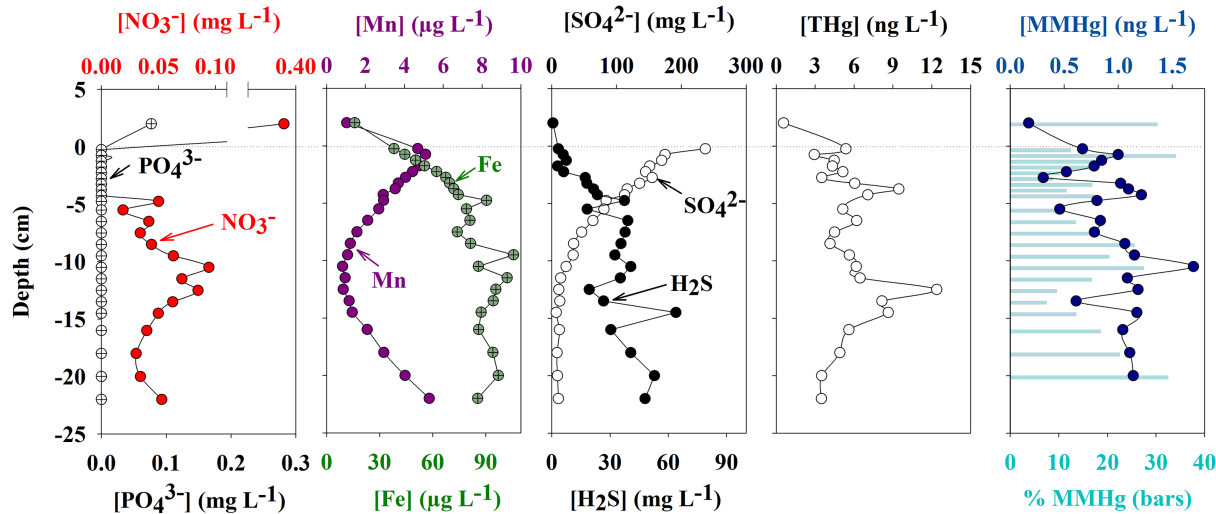 [NO₃⁻] (mg L⁻¹) [Mn] (µg L⁻¹) [SO₄²⁻] (mg L⁻¹) [THg] (ng L⁻¹) [MMHg] (ng L⁻¹)
0.00 0.05 0.10 0.40 0 2 4 6 8 10 0 100 200 300 0 3 6 9 12 15 0.0 0.5 1.0 1.5
5
0
-5
-10
-15
-20
-25
Depth (cm)
PO₄³⁻
NO₃⁻
Fe
Mn
SO₄²⁻
H₂S
0.0 0.1 0.2 0.3 0 30 60 90 0 30 60 90 0 10 20 30 40
[PO₄³⁻] (mg L⁻¹) [Fe] (µg L⁻¹) [H₂S] (mg L⁻¹) % MMHg (bars)